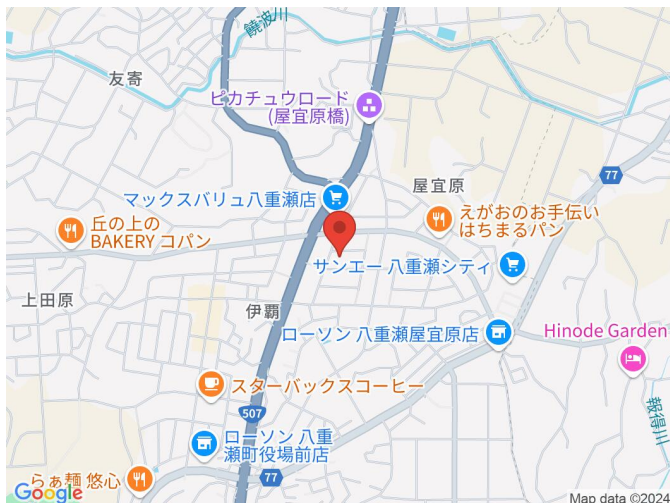 饒波川
友寄
ピカチュウロード
(屋宜原橋)
77
屋宜原
マックスバリュ八重瀬店
丘の上の
BAKERY コパン
えがおのお手伝い
はちまるパン
サンエー 八重瀬シティ
上田原
伊覇
ローソン 八重瀬屋宜原店
Hinode Garden
スターバックスコーヒー
507
報得川
ローソン 八重
瀬町役場前店
77
らぁ麺 悠心
Google
Map data ©2024